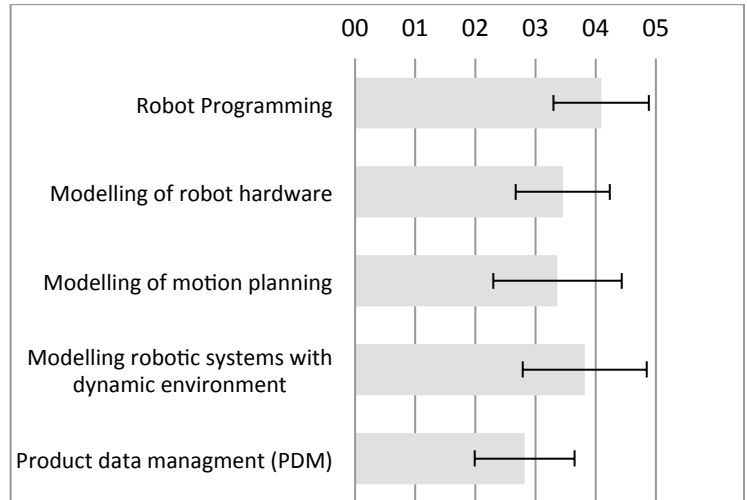 00 01 02 03 04 05
Robot Programming
Modelling of robot hardware
Modelling of motion planning
Modelling robotic systems with
dynamic environment
Product data managment (PDM)